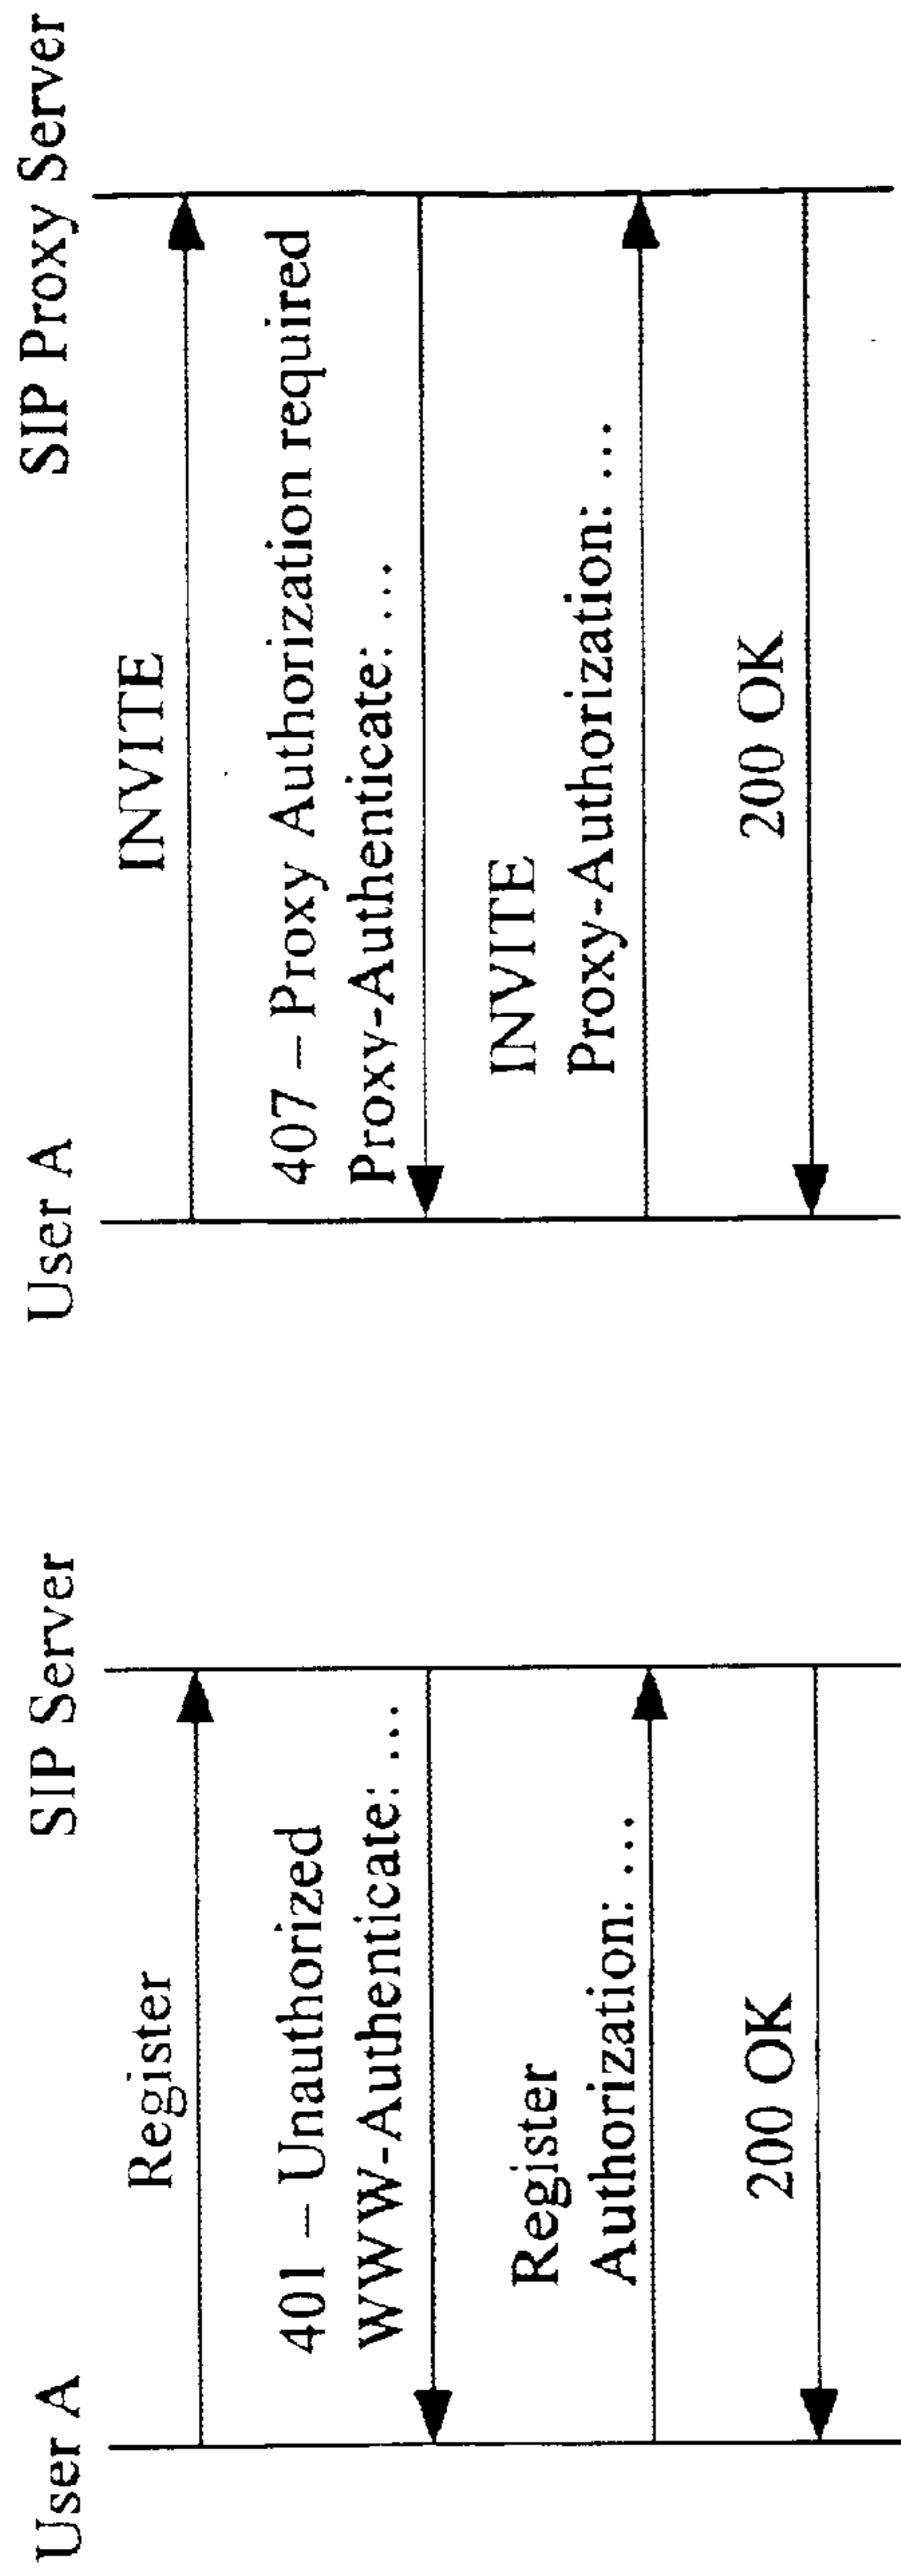 User A
SIP Server
Register
401 – Unauthorized
WWW-Authenticate: ...
Register
Authorization: ...
200 OK
User A
SIP Proxy Server
INVITE
407 – Proxy Authorization required
Proxy-Authenticate: ...
INVITE
Proxy-Authorization: ...
200 OK